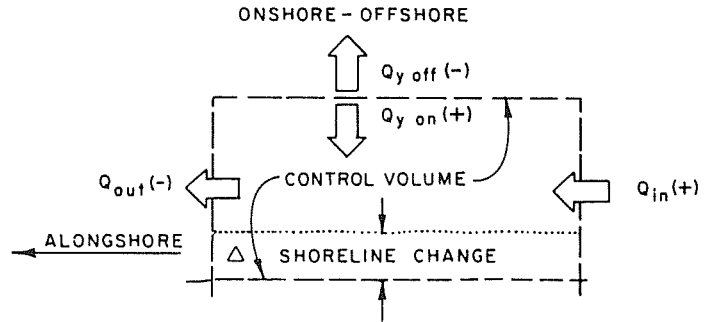 ONSHORE-OFFSHORE
Qy off(-)
Qy on(+)
Qout(-)
CONTROL VOLUME
Qin(+)
ALONGSHORE
△ SHORELINE CHANGE